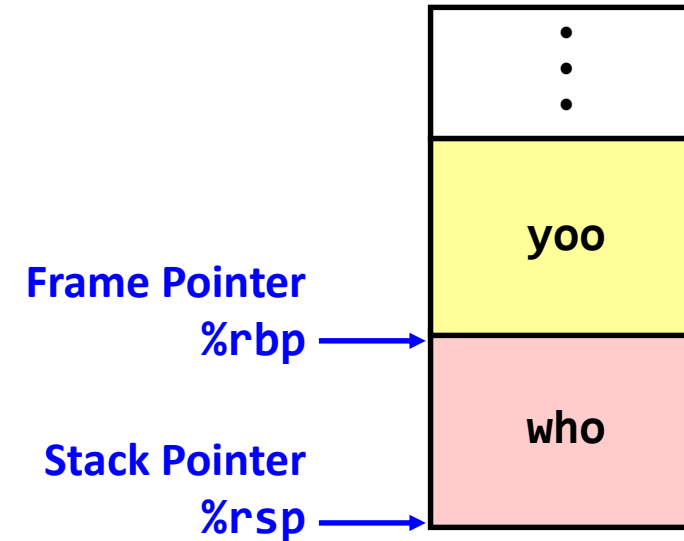 yoo
Frame Pointer
%rbp
who
Stack Pointer
%rsp